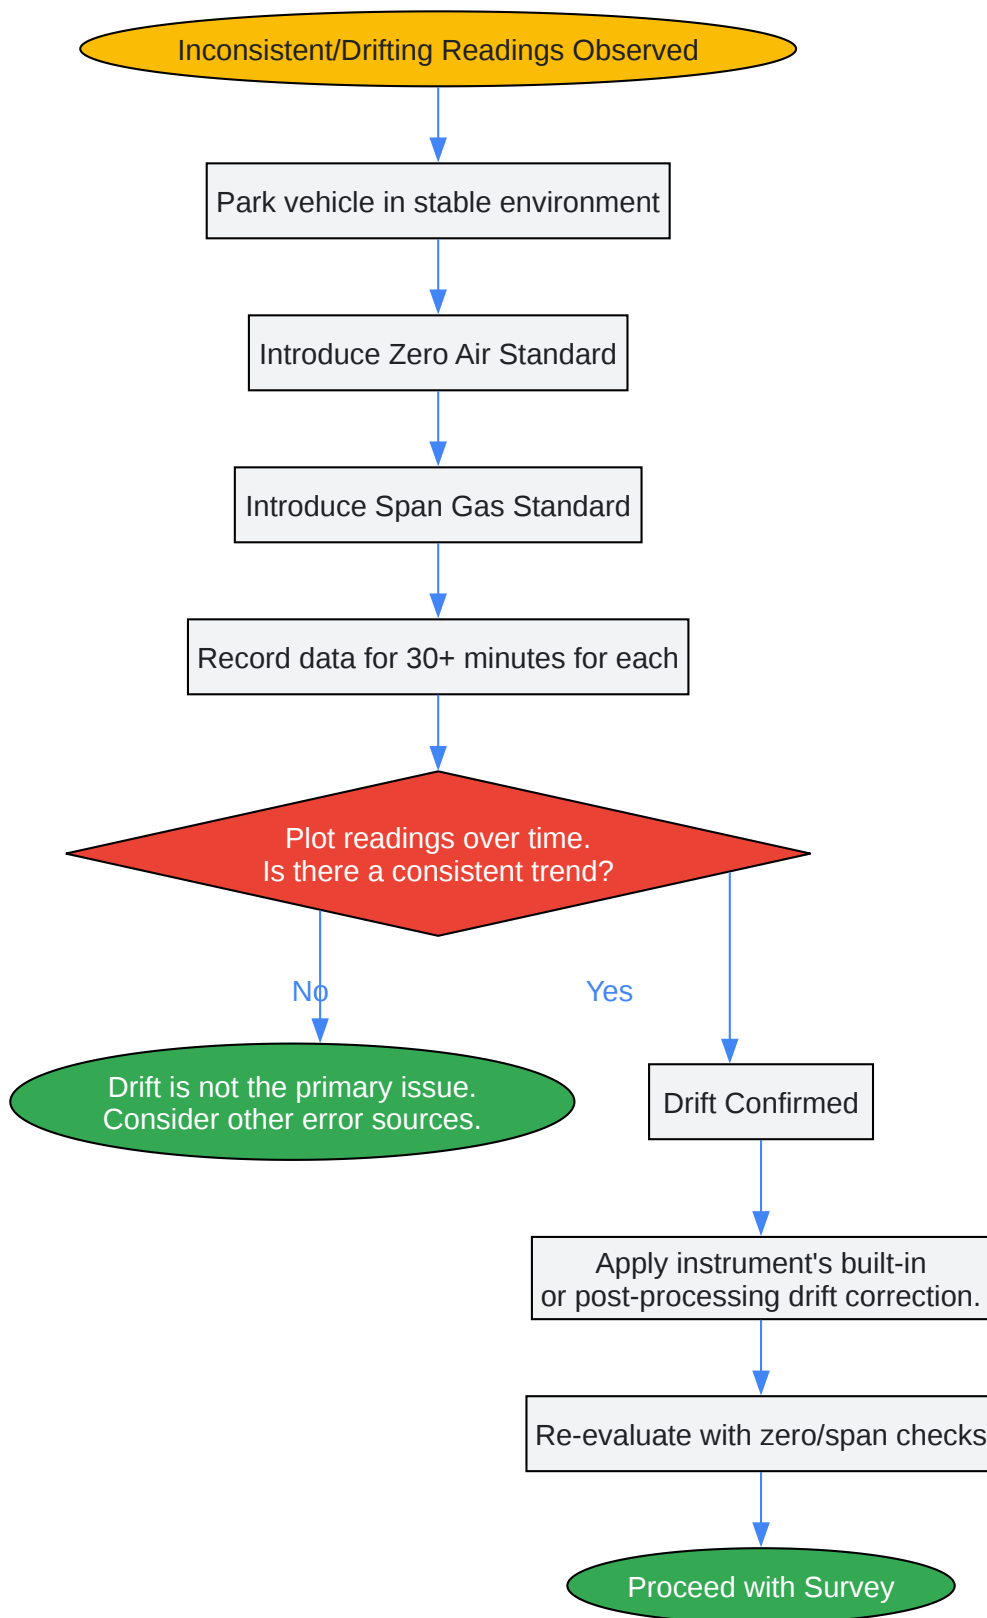 Inconsistent/Drifting Readings Observed
Park vehicle in stable environment
Introduce Zero Air Standard
Introduce Span Gas Standard
Record data for 30+ minutes for each
Plot readings over time.
Is there a consistent trend?
No
Yes
Drift is not the primary issue.
Consider other error sources.
Drift Confirmed
Apply instrument's built-in
or post-processing drift correction.
Re-evaluate with zero/span checks
Proceed with Survey